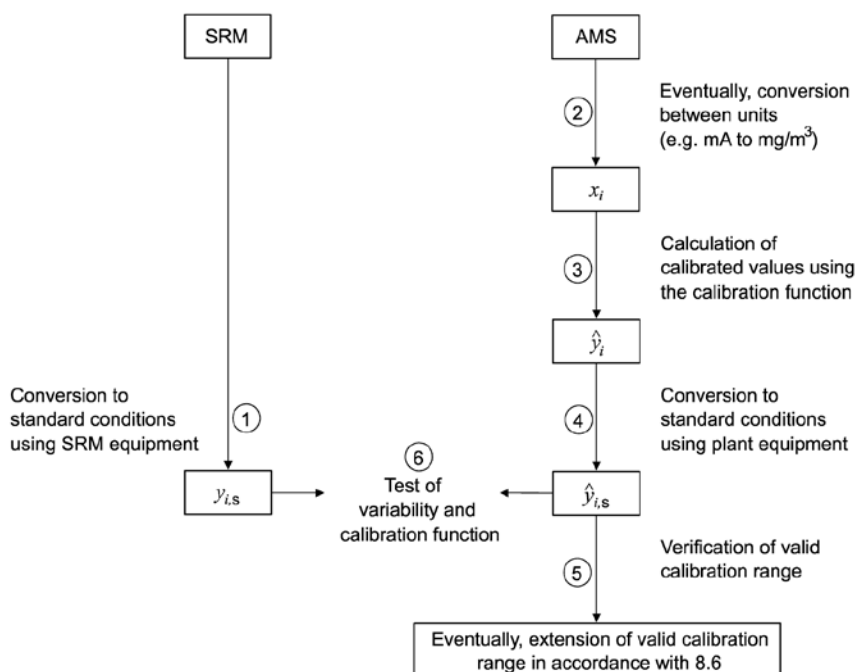 SRM
AMS
②
Eventually, conversion
between units
(e.g. mA to mg/m³)
xᵢ
③
Calculation of
calibrated values using
the calibration function
ŷᵢ
Conversion to
standard conditions
using SRM equipment
①
④
Conversion to
standard conditions
using plant equipment
⑥
Test of
variability and
calibration function
yᵢ,ₛ
ŷᵢ,ₛ
⑤
Verification of valid
calibration range
Eventually, extension of valid calibration
range in accordance with 8.6